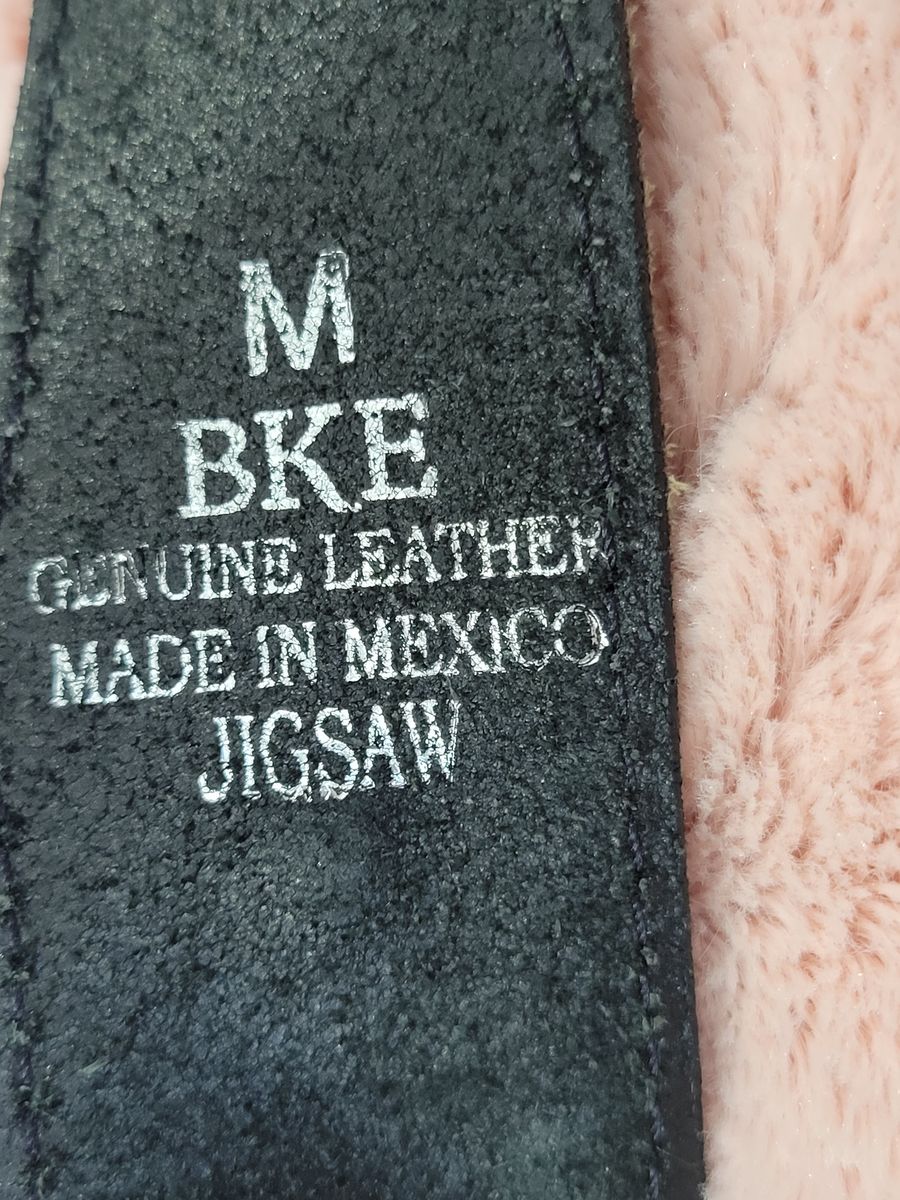 M
BKE
GENUINE LEATHER
MADE IN MEXICO
JIGSAW